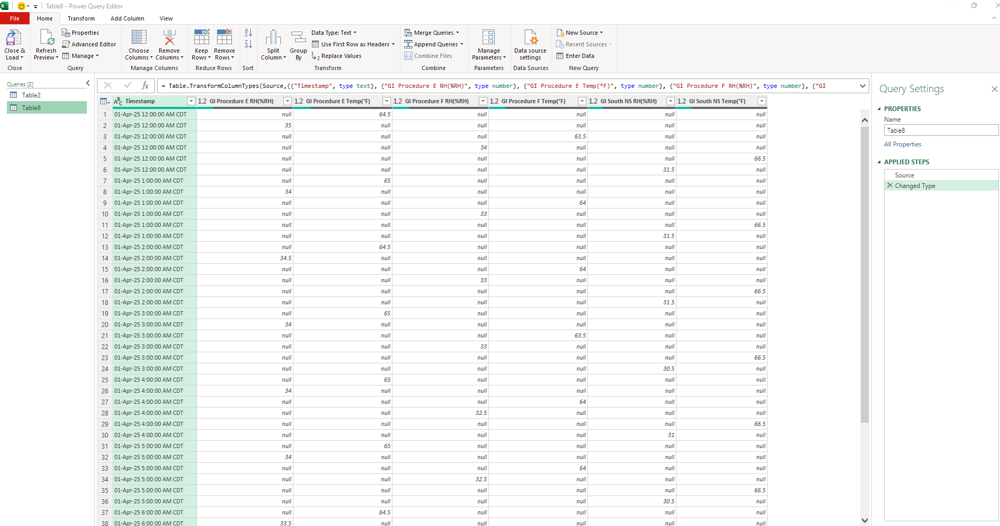 Table8 - Power Query Editor
File Home Transform Add Column View
Close & Load
Close
Refresh Preview
Properties
Advanced Editor
Manage
Query
Choose Columns
Remove Columns
Manage Columns
Keep Rows
Remove Rows
Reduce Rows
Sort
Split Column
Group By
Data Type: Text
Use First Row as Headers
Replace Values
Transform
Merge Queries
Append Queries
Combine Files
Combine
Manage Parameters
Parameters
Data source settings
Data Sources
New Source
Recent Sources
Enter Data
New Query
Queries [2]
Table2
Table8
fx
= Table.TransformColumnTypes(Source,{{"Timestamp", type text}, {"GI Procedure E RH(%RH)", type number}, {"GI Procedure E Temp(°F)", type number}, {"GI Procedure F RH(%RH)", type number}, {"GI
ABC Timestamp 1.2 GI Procedure E RH(%RH) 1.2 GI Procedure E Temp(°F) 1.2 GI Procedure F RH(%RH) 1.2 GI Procedure F Temp(°F) 1.2 GI South NS RH(%RH) 1.2 GI South NS Temp(°F)
1 01-Apr-25 12:00:00 AM CDT null 64.5 null null null null
2 01-Apr-25 12:00:00 AM CDT 35 null null null null null
3 01-Apr-25 12:00:00 AM CDT null null null 63.5 null null
4 01-Apr-25 12:00:00 AM CDT null null 34 null null null
5 01-Apr-25 12:00:00 AM CDT null null null null null 66.5
6 01-Apr-25 12:00:00 AM CDT null null null null 31.5 null
7 01-Apr-25 1:00:00 AM CDT null 65 null null null null
8 01-Apr-25 1:00:00 AM CDT 34 null null null null null
9 01-Apr-25 1:00:00 AM CDT null null null 64 null null
10 01-Apr-25 1:00:00 AM CDT null null 33 null null null
11 01-Apr-25 1:00:00 AM CDT null null null null null 66.5
12 01-Apr-25 1:00:00 AM CDT null null null null 31.5 null
13 01-Apr-25 2:00:00 AM CDT null 64.5 null null null null
14 01-Apr-25 2:00:00 AM CDT 34.5 null null null null null
15 01-Apr-25 2:00:00 AM CDT null null null 64 null null
16 01-Apr-25 2:00:00 AM CDT null null 33 null null null
17 01-Apr-25 2:00:00 AM CDT null null null null null 66.5
18 01-Apr-25 2:00:00 AM CDT null null null null 31.5 null
19 01-Apr-25 3:00:00 AM CDT null 65 null null null null
20 01-Apr-25 3:00:00 AM CDT 34 null null null null null
21 01-Apr-25 3:00:00 AM CDT null null null 63.5 null null
22 01-Apr-25 3:00:00 AM CDT null null 33 null null null
23 01-Apr-25 3:00:00 AM CDT null null null null null 66.5
24 01-Apr-25 3:00:00 AM CDT null null null null 30.5 null
25 01-Apr-25 4:00:00 AM CDT null 65 null null null null
26 01-Apr-25 4:00:00 AM CDT 34 null null null null null
27 01-Apr-25 4:00:00 AM CDT null null null 64 null null
28 01-Apr-25 4:00:00 AM CDT null null 32.5 null null null
29 01-Apr-25 4:00:00 AM CDT null null null null null 66.5
30 01-Apr-25 4:00:00 AM CDT null null null null 31 null
31 01-Apr-25 5:00:00 AM CDT null 65 null null null null
32 01-Apr-25 5:00:00 AM CDT 34 null null null null null
33 01-Apr-25 5:00:00 AM CDT null null null 64 null null
34 01-Apr-25 5:00:00 AM CDT null null 32.5 null null null
35 01-Apr-25 5:00:00 AM CDT null null null null null 66.5
36 01-Apr-25 5:00:00 AM CDT null null null null 30.5 null
37 01-Apr-25 6:00:00 AM CDT null 64.5 null null null null
38 01-Apr-25 6:00:00 AM CDT 33.5 null null null null null
Query Settings
PROPERTIES
Name
Table8
All Properties
APPLIED STEPS
Source
Changed Type